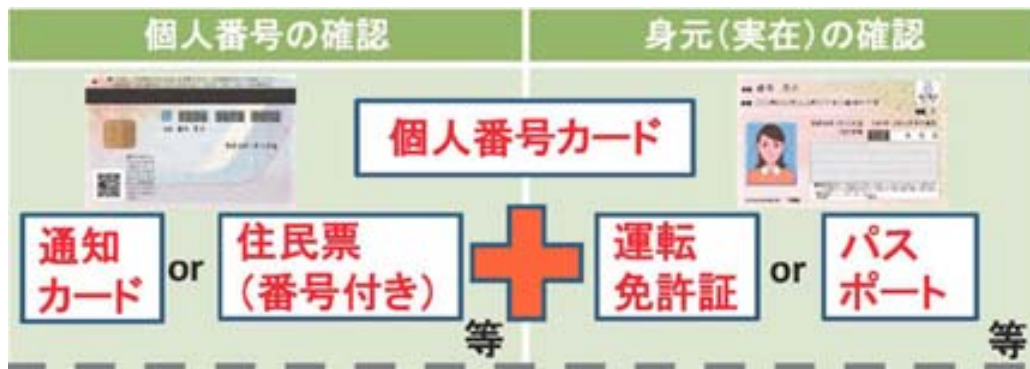 個人番号の確認
身元(実在)の確認
個人番号カード
通知
カード
or
住民票
(番号付き)
等
運転
免許証
or
パス
ポート
等